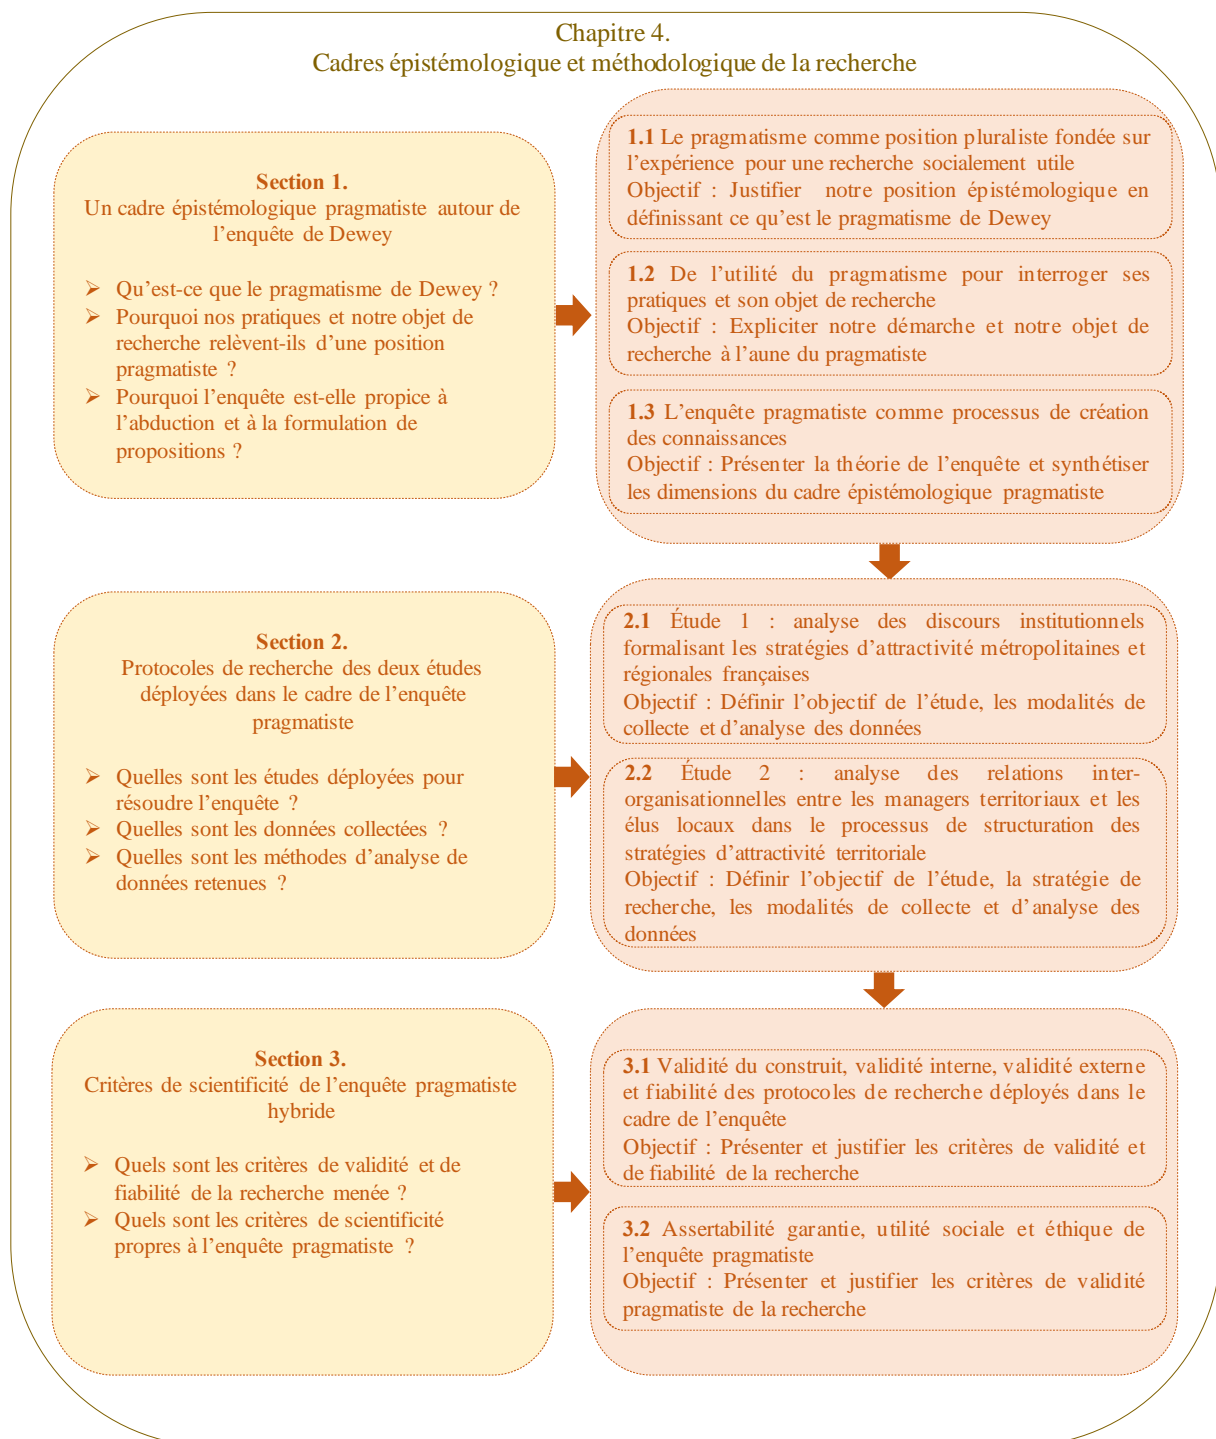 Chapitre 4.
Cadres épistémologique et méthodologique de la recherche
Section 1.
Un cadre épistémologique pragmatiste autour de
l’enquête de Dewey
➢ Qu’est-ce que le pragmatisme de Dewey ?
➢ Pourquoi nos pratiques et notre objet de
recherche relèvent-ils d’une position
pragmatiste ?
➢ Pourquoi l’enquête est-elle propice à
l’abduction et à la formulation de
propositions ?
1.1 Le pragmatisme comme position pluraliste fondée sur
l’expérience pour une recherche socialement utile
Objectif : Justifier notre position épistémologique en
définissant ce qu’est le pragmatisme de Dewey
1.2 De l’utilité du pragmatisme pour interroger ses
pratiques et son objet de recherche
Objectif : Expliciter notre démarche et notre objet de
recherche à l’aune du pragmatiste
1.3 L’enquête pragmatiste comme processus de création
des connaissances
Objectif : Présenter la théorie de l’enquête et synthétiser
les dimensions du cadre épistémologique pragmatiste
Section 2.
Protocoles de recherche des deux études
déployées dans le cadre de l’enquête
pragmatiste
➢ Quelles sont les études déployées pour
résoudre l’enquête ?
➢ Quelles sont les données collectées ?
➢ Quelles sont les méthodes d’analyse de
données retenues ?
2.1 Étude 1 : analyse des discours institutionnels
formalisant les stratégies d’attractivité métropolitaines et
régionales françaises
Objectif : Définir l’objectif de l’étude, les modalités de
collecte et d’analyse des données
2.2 Étude 2 : analyse des relations inter-
organisationnelles entre les managers territoriaux et les
élus locaux dans le processus de structuration des
stratégies d’attractivité territoriale
Objectif : Définir l’objectif de l’étude, la stratégie de
recherche, les modalités de collecte et d’analyse des
données
Section 3.
Critères de scientificité de l’enquête pragmatiste
hybride
➢ Quels sont les critères de validité et de
fiabilité de la recherche menée ?
➢ Quels sont les critères de scientificité
propres à l’enquête pragmatiste ?
3.1 Validité du construit, validité interne, validité externe
et fiabilité des protocoles de recherche déployés dans le
cadre de l’enquête
Objectif : Présenter et justifier les critères de validité et
de fiabilité de la recherche
3.2 Assertabilité garantie, utilité sociale et éthique de
l’enquête pragmatiste
Objectif : Présenter et justifier les critères de validité
pragmatiste de la recherche